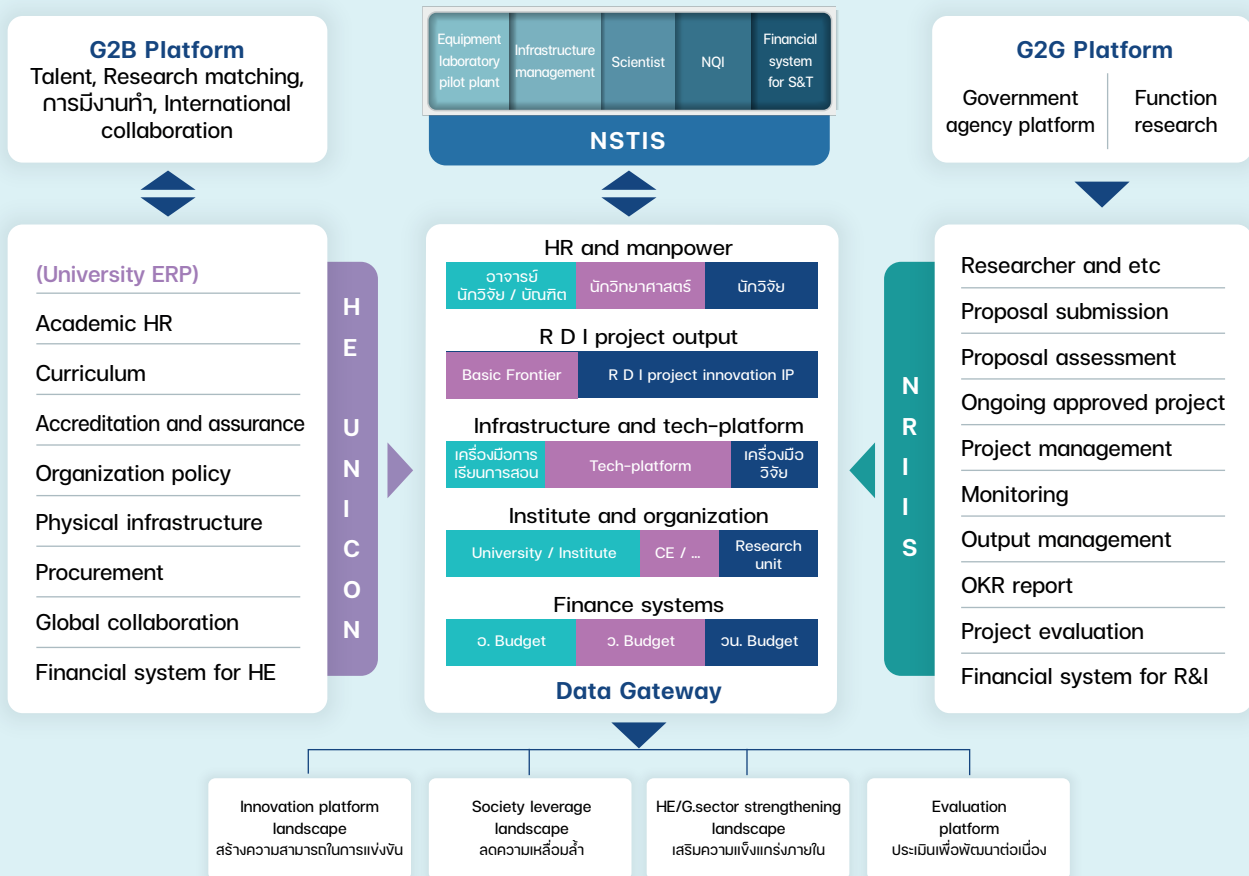 G2B Platform
Talent, Research matching,
การมีงานทำ, International
collaboration
Equipment
laboratory
pilot plant
Infrastructure
management
Scientist
NQI
Financial
system
for S&T
NSTIS
G2G Platform
Government
agency platform
Function
research
(University ERP)
Academic HR
Curriculum
Accreditation and assurance
Organization policy
Physical infrastructure
Procurement
Global collaboration
Financial system for HE
HE UNICON
HR and manpower
อาจารย์
นักวิจัย / บัณฑิต
นักวิทยาศาสตร์
นักวิจัย
R D I project output
Basic Frontier
R D I project innovation IP
Infrastructure and tech-platform
เครื่องมือการ
เรียนการสอน
Tech-platform
เครื่องมือ
วิจัย
Institute and organization
University / Institute
CE / ...
Research
unit
Finance systems
อ. Budget
ว. Budget
วน. Budget
Data Gateway
NRIIS
Researcher and etc
Proposal submission
Proposal assessment
Ongoing approved project
Project management
Monitoring
Output management
OKR report
Project evaluation
Financial system for R&I
Innovation platform
landscape
สร้างความสามารถในการแข่งขัน
Society leverage
landscape
ลดความเหลื่อมล้ำ
HE/G.sector strengthening
landscape
เสริมความแข็งแกร่งภายใน
Evaluation
platform
ประเมินเพื่อพัฒนาต่อเนื่อง